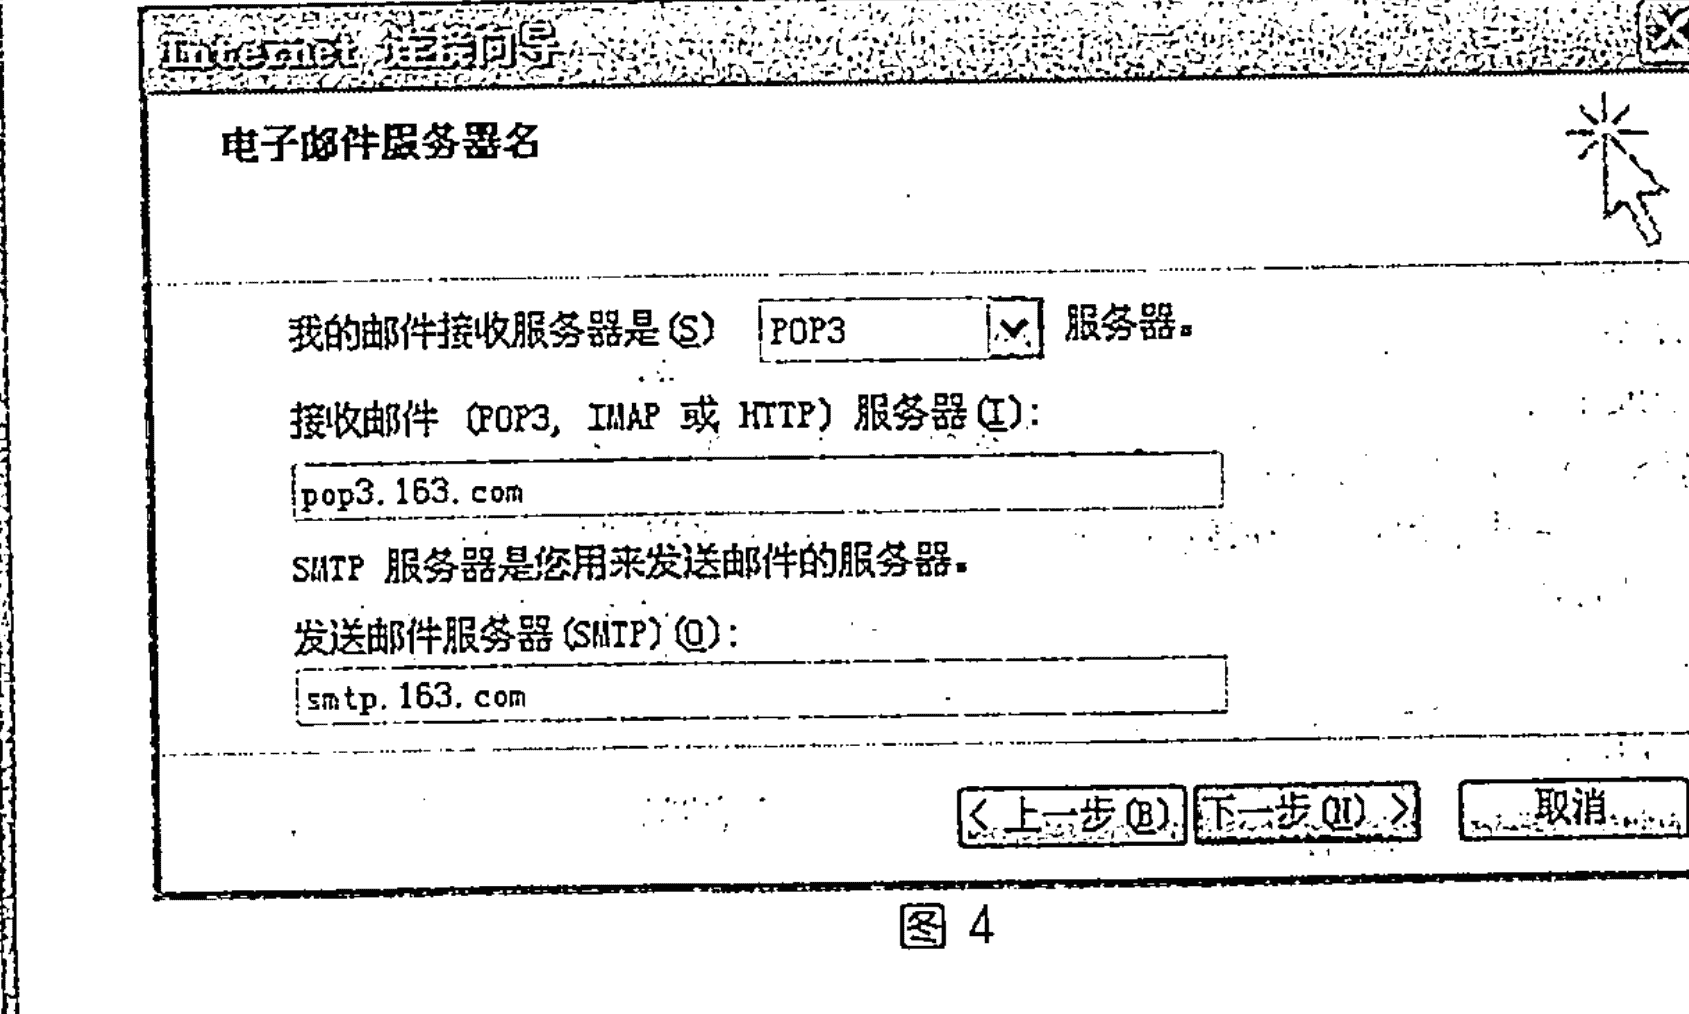 Internet 连接向导
电子邮件服务器名
我的邮件接收服务器是(S) POP3 服务器。
接收邮件 (POP3, IMAP 或 HTTP) 服务器(I):
pop3.163.com
SMTP 服务器是您用来发送邮件的服务器。
发送邮件服务器(SMTP)(O):
smtp.163.com
< 上一步(B) 下一步(N) > 取消
图 4